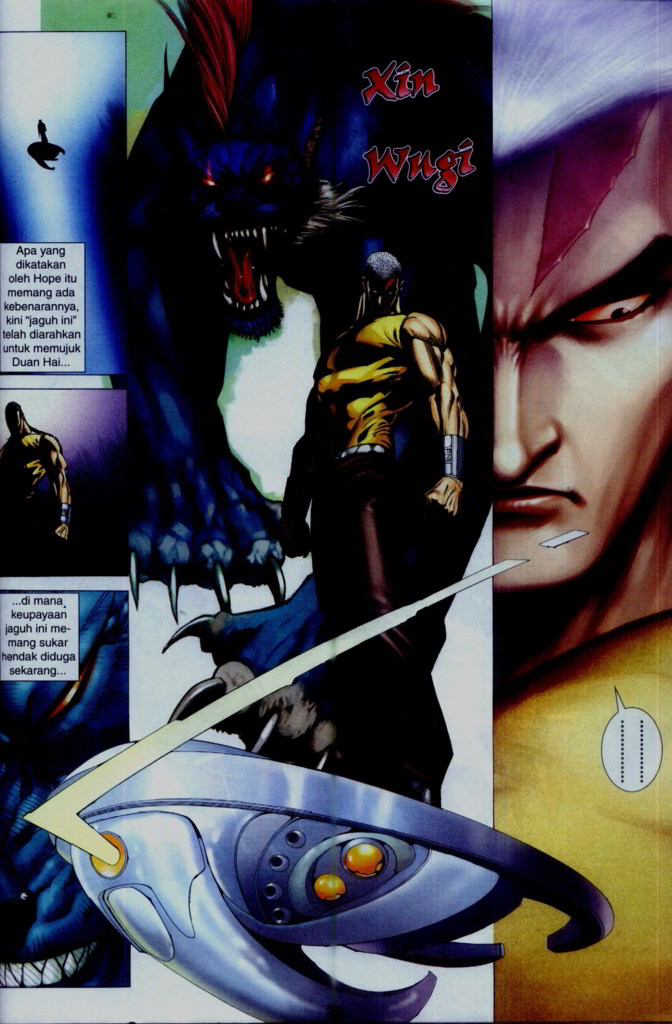 Xin
Wugi
Apa yang
dikatakan
oleh Hope itu
memang ada
kebenarannya,
kini "jaguh ini"
telah diarahkan
untuk memujuk
Duan Hai...
...di mana
keupayaan
jaguh ini me-
mang sukar
hendak diduga
sekarang...